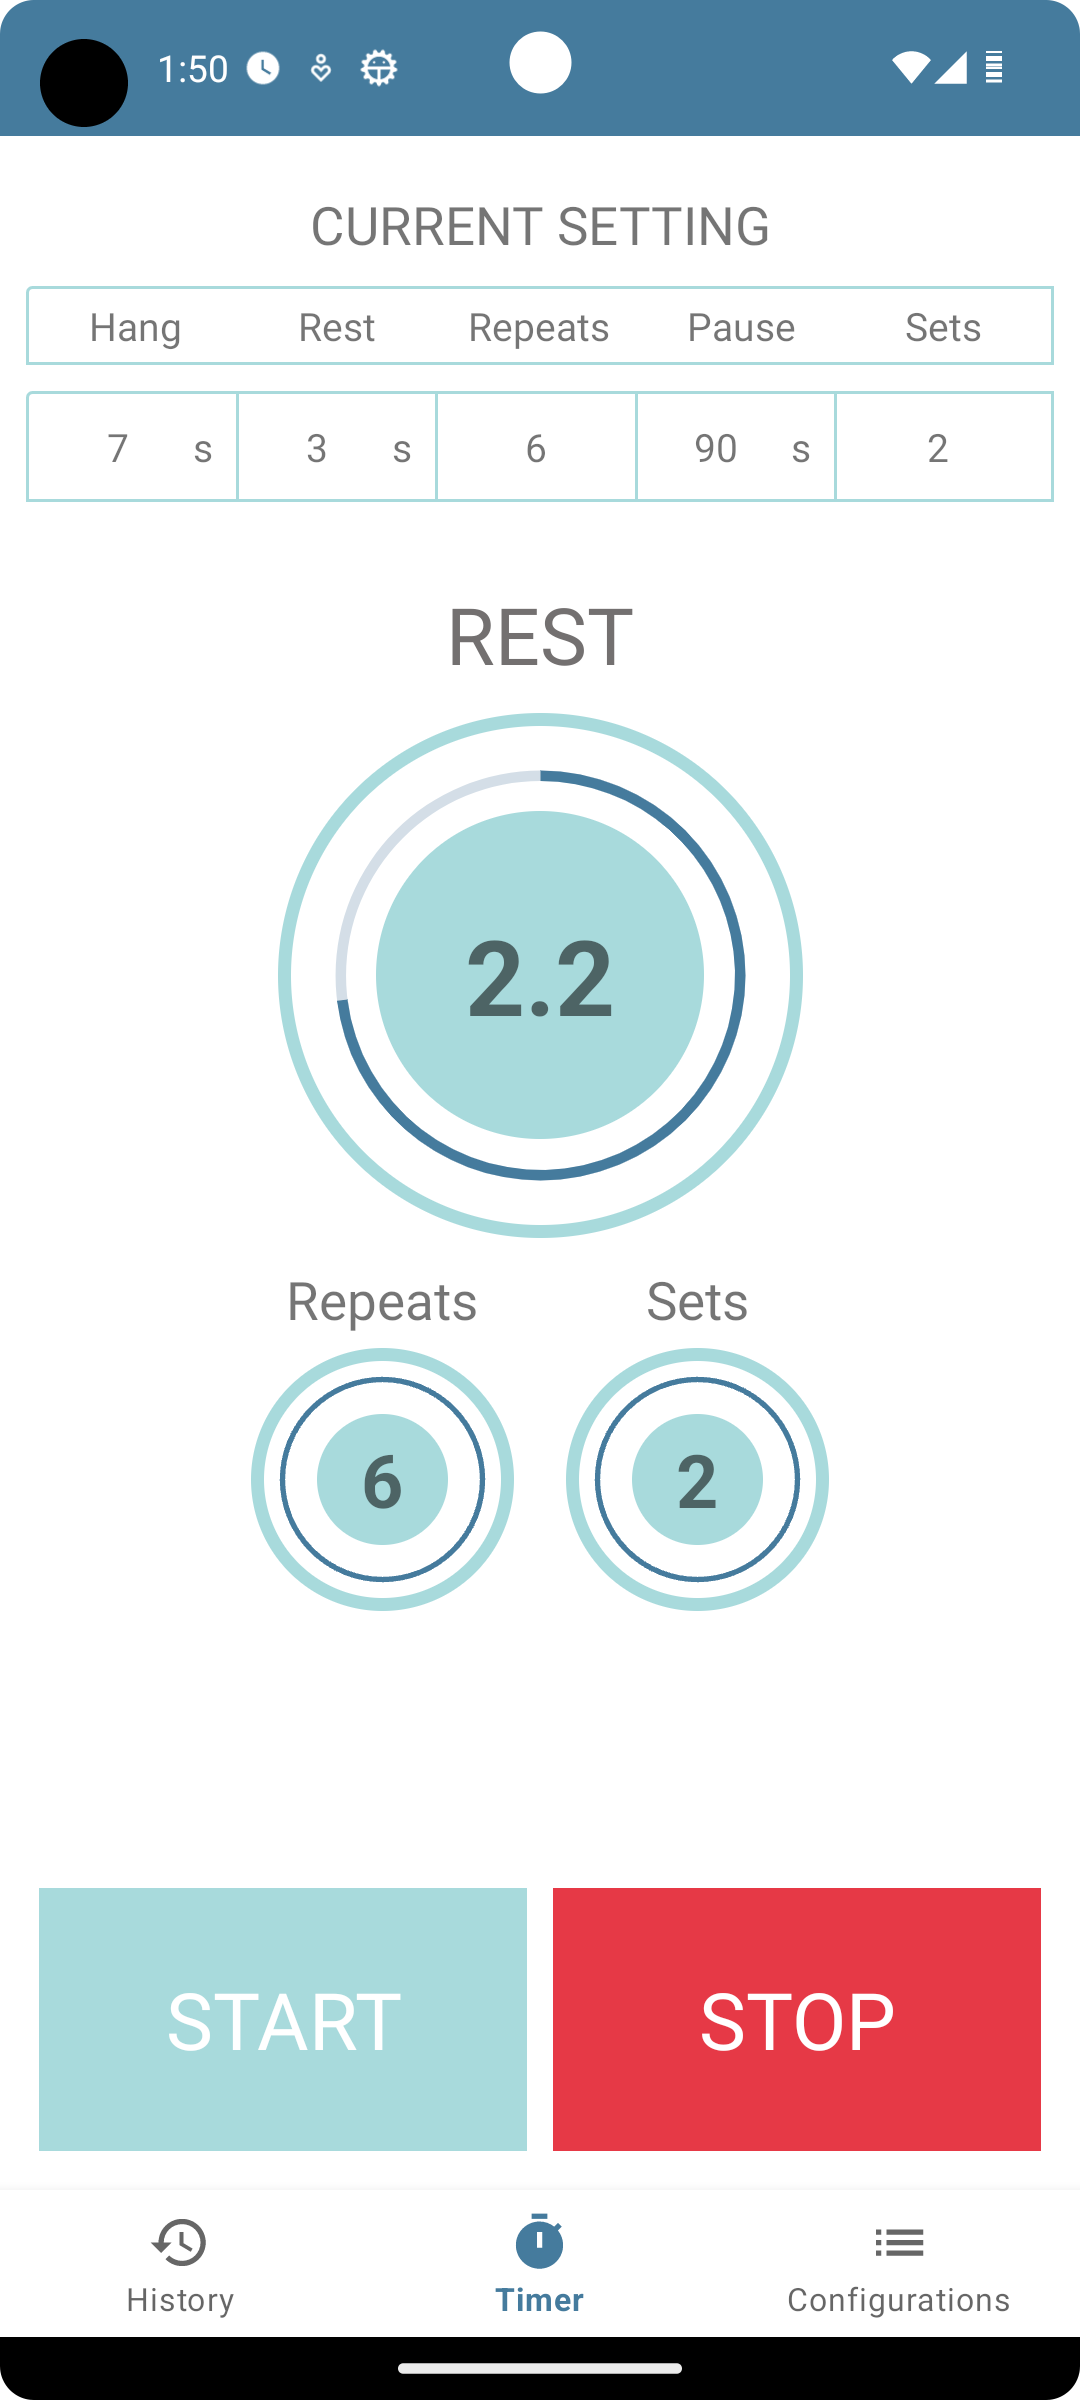 1:50
CURRENT SETTING
Hang Rest Repeats Pause Sets
7 s 3 s 6 90 s 2
REST
2.2
Repeats Sets
6 2
START STOP
History Timer Configurations